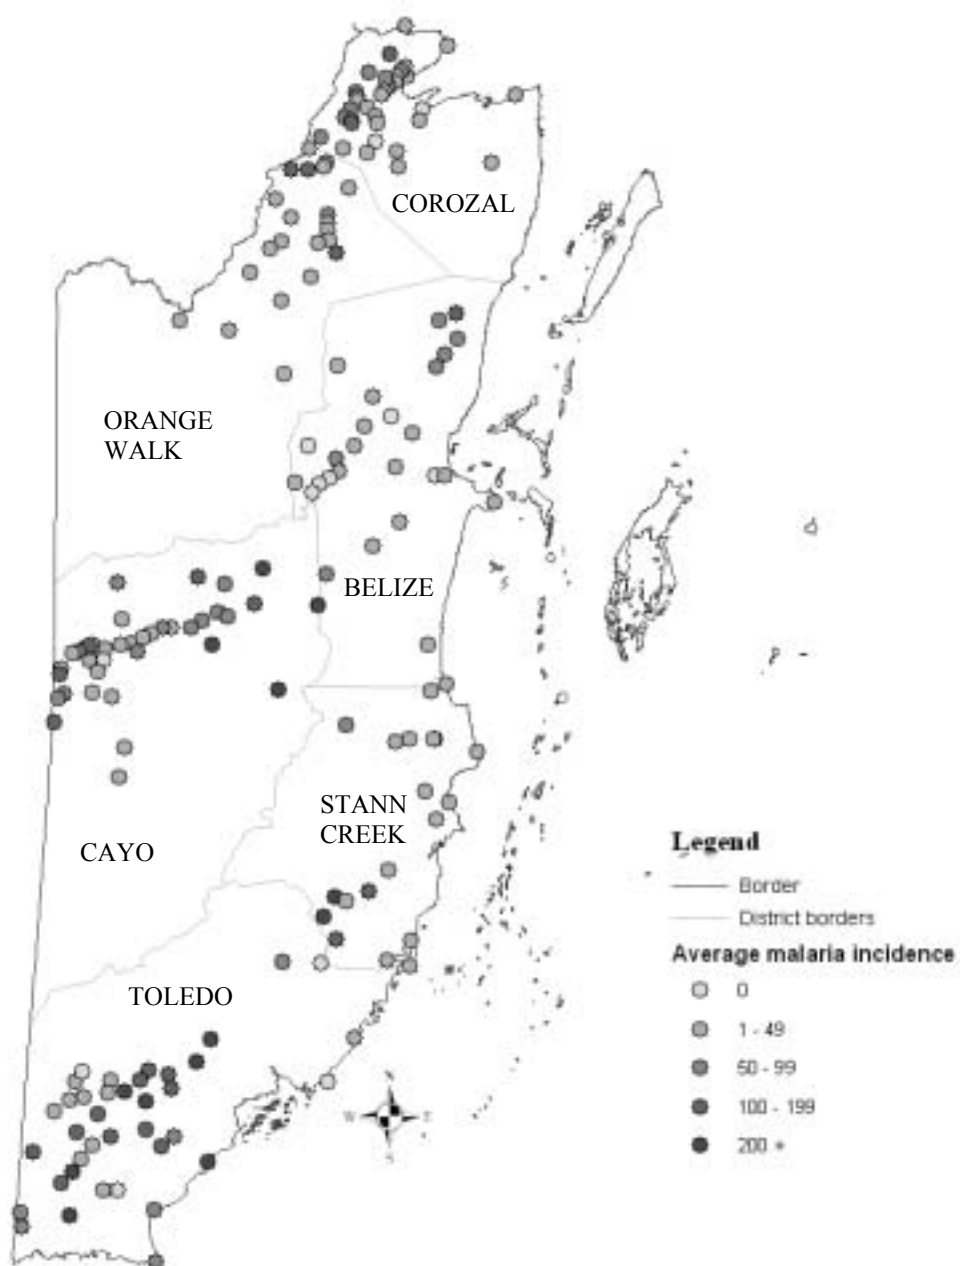 COROZAL
ORANGE
WALK
BELIZE
STANN
CREEK
CAYO
TOLEDO
Legend
Border
District borders
Average malaria incidence
0
1 - 49
50 - 99
100 - 199
200 +
N
W E
S